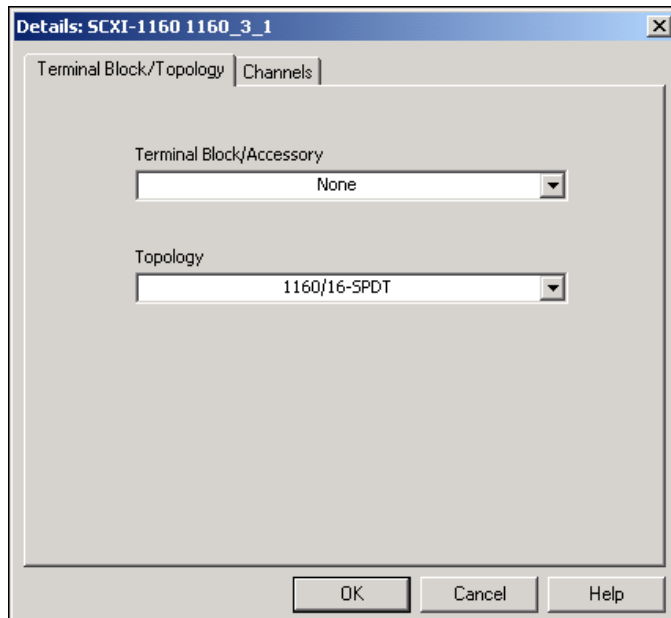 Details: SCXI-1160 1160_3_1
Terminal Block/Topology Channels
Terminal Block/Accessory
None
Topology
1160/16-SPDT
OK Cancel Help